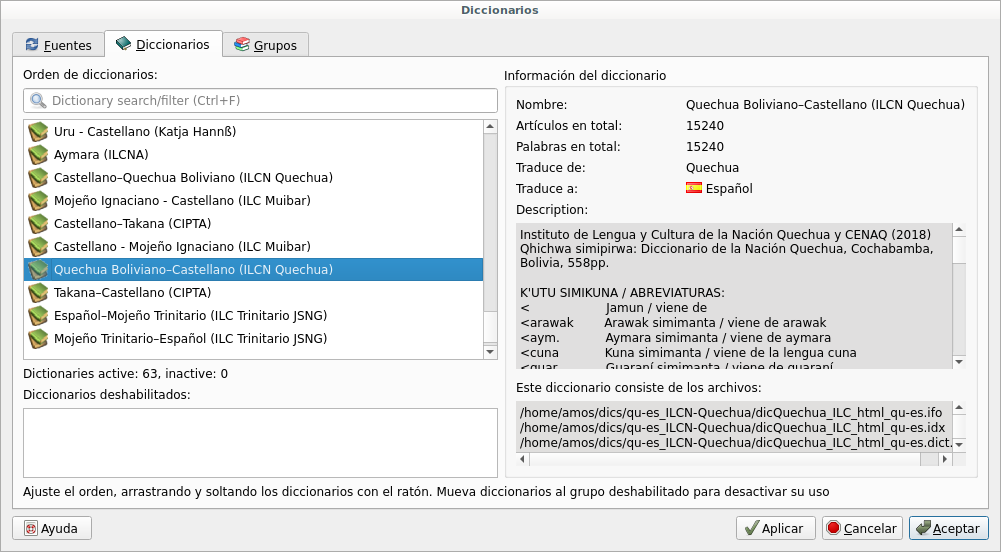 Diccionarios
Fuentes
Diccionarios
Grupos
Orden de diccionarios:
Dictionary search/filter (Ctrl+F)
Uru - Castellano (Katja Hannß)
Aymara (ILCNA)
Castellano–Quechua Boliviano (ILCN Quechua)
Mojeño Ignaciano - Castellano (ILC Muibar)
Castellano–Takana (CIPTA)
Castellano - Mojeño Ignaciano (ILC Muibar)
Quechua Boliviano–Castellano (ILCN Quechua)
Takana–Castellano (CIPTA)
Español–Mojeño Trinitario (ILC Trinitario JSNG)
Mojeño Trinitario–Español (ILC Trinitario JSNG)
Dictionaries active: 63, inactive: 0
Diccionarios deshabilitados:
Información del diccionario
Nombre: Quechua Boliviano–Castellano (ILCN Quechua)
Artículos en total: 15240
Palabras en total: 15240
Traduce de: Quechua
Traduce a: Español
Description:
Instituto de Lengua y Cultura de la Nación Quechua y CENAQ (2018)
Qhichwa simipirwa: Diccionario de la Nación Quechua, Cochabamba,
Bolivia, 558pp.
K'UTU SIMIKUNA / ABREVIATURAS:
< Jamun / viene de
<arawak Arawak simimanta / viene de arawak
<aym. Aymara simimanta / viene de aymara
<cuna Kuna simimanta / viene de la lengua cuna
<guar. Guaraní simimanta / viene de guaraní
Este diccionario consiste de los archivos:
/home/amos/dics/qu-es_ILCN-Quechua/dicQuechua_ILC_html_qu-es.ifo
/home/amos/dics/qu-es_ILCN-Quechua/dicQuechua_ILC_html_qu-es.idx
/home/amos/dics/qu-es_ILCN-Quechua/dicQuechua_ILC_html_qu-es.dict.
Ajuste el orden, arrastrando y soltando los diccionarios con el ratón. Mueva diccionarios al grupo deshabilitado para desactivar su uso
Ayuda
Aplicar
Cancelar
Aceptar